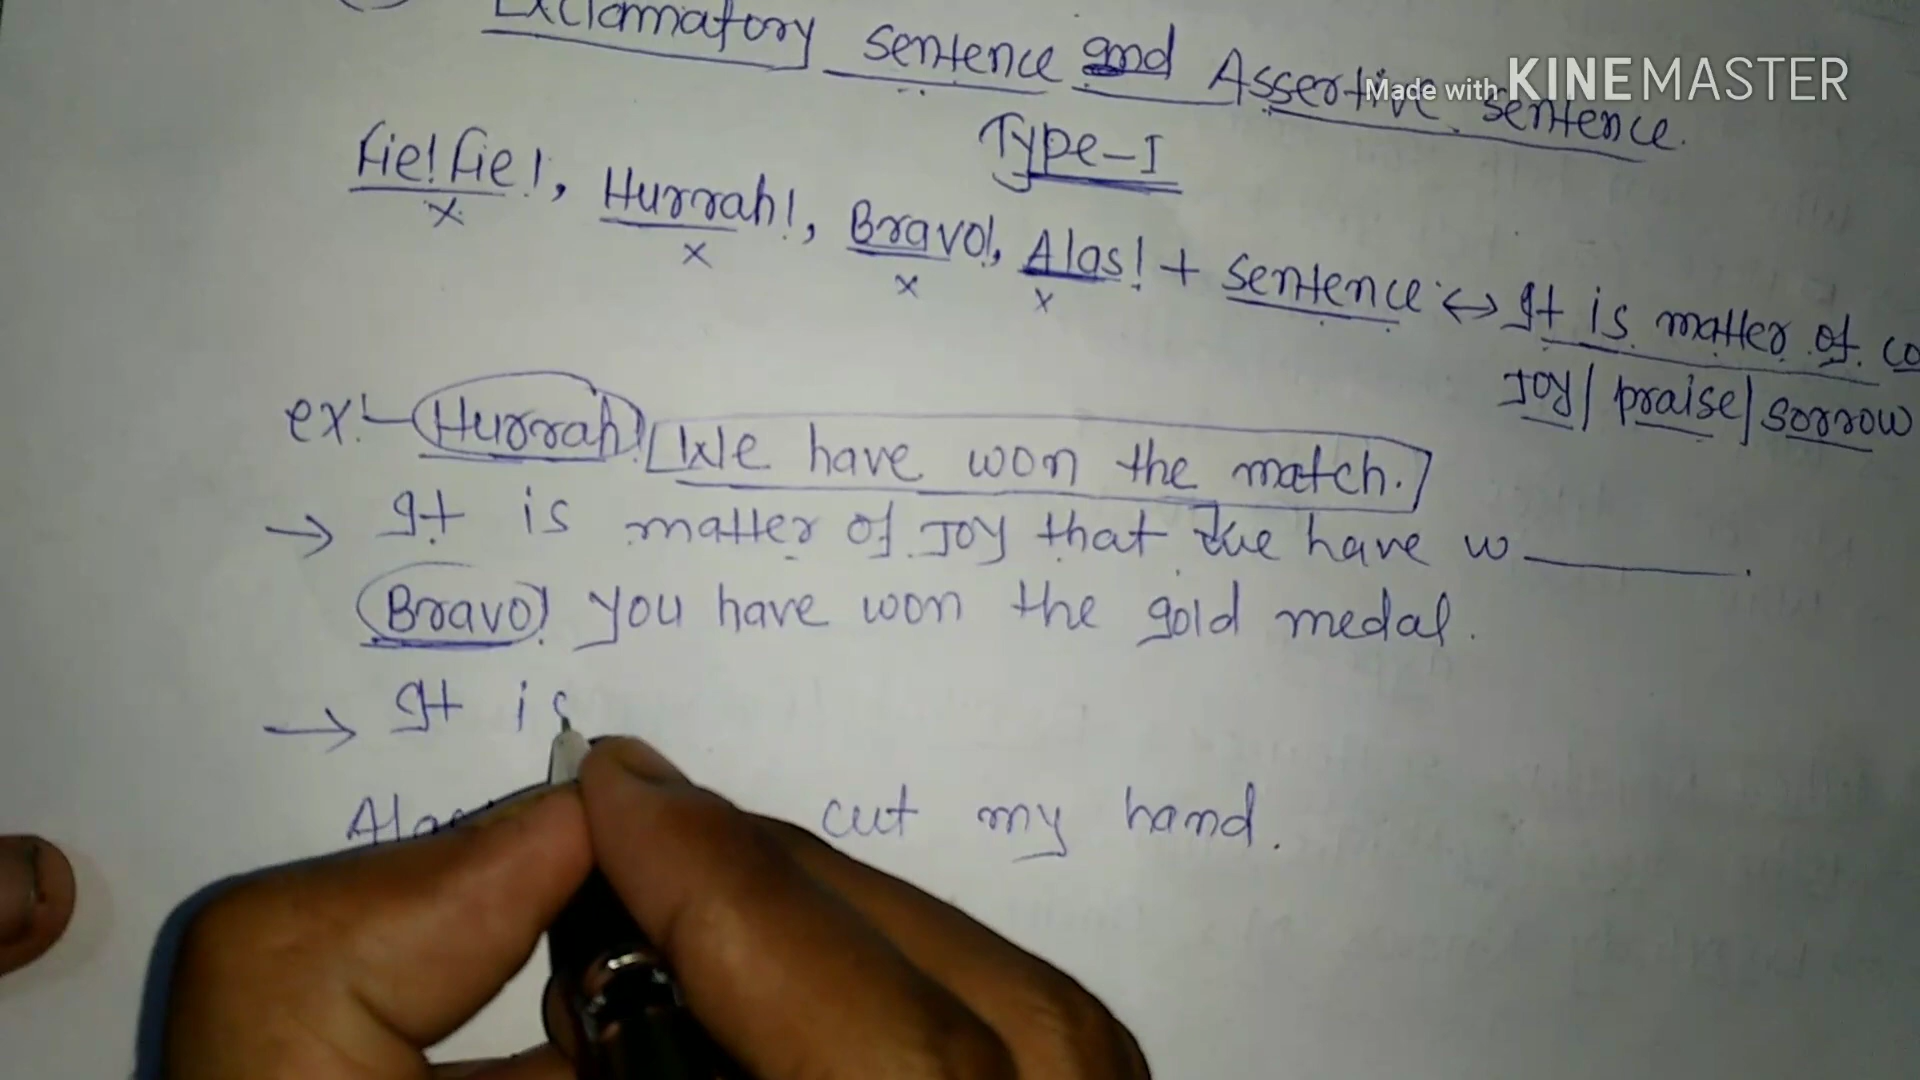 Exclamatory sentence and Assertive sentence.
Made with KINEMASTER
Type-I
Fie! Fie!, Hurrah!, Bravo!, Alas! + sentence ↔ It is matter of
x x x x
Joy/ praise/ sorrow
ex:- Hurrah! We have won the match.
→ It is matter of Joy that we have w______.
Bravo! you have won the gold medal.
→ It is
cut my hand.